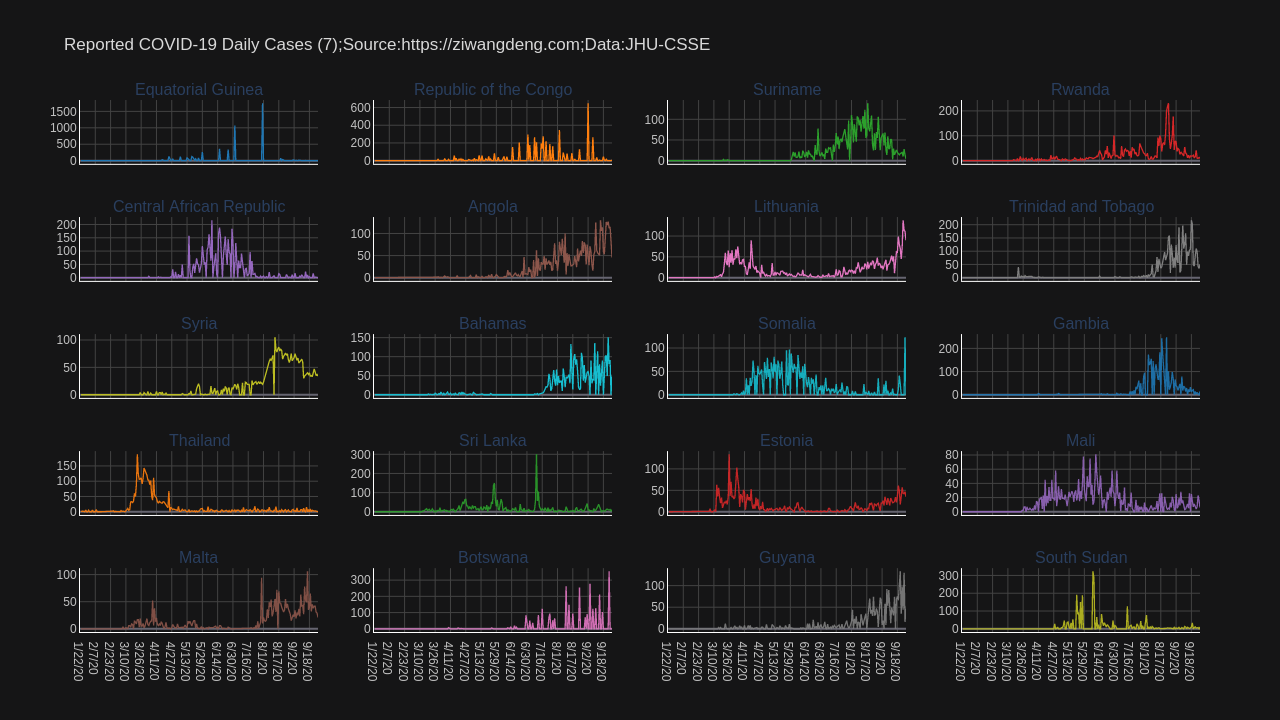 Reported COVID-19 Daily Cases (7);Source:https://ziwangdeng.com;Data:JHU-CSSE
Equatorial Guinea
1500
1000
500
0
Republic of the Congo
600
400
200
0
Suriname
100
50
0
Rwanda
200
100
0
Central African Republic
200
150
100
50
0
Angola
100
50
0
Lithuania
100
50
0
Trinidad and Tobago
200
150
100
50
0
Syria
100
50
0
Bahamas
150
100
50
0
Somalia
100
50
0
Gambia
200
100
0
Thailand
150
100
50
0
Sri Lanka
300
200
100
0
Estonia
100
50
0
Mali
80
60
40
20
0
Malta
100
50
0
Botswana
300
200
100
0
Guyana
100
50
0
South Sudan
300
200
100
0
1/22/20 2/7/20 3/10/20 3/26/20 4/11/20 4/27/20 5/13/20 5/29/20 6/14/20 6/30/20 7/16/20 8/1/20 8/17/20 9/2/20 9/18/20
1/22/20 2/7/20 3/10/20 3/26/20 4/11/20 4/27/20 5/13/20 5/29/20 6/14/20 6/30/20 7/16/20 8/1/20 8/17/20 9/2/20 9/18/20
1/22/20 2/7/20 3/10/20 3/26/20 4/11/20 4/27/20 5/13/20 5/29/20 6/14/20 6/30/20 7/16/20 8/1/20 8/17/20 9/2/20 9/18/20
1/22/20 2/7/20 3/10/20 3/26/20 4/11/20 4/27/20 5/13/20 5/29/20 6/14/20 6/30/20 7/16/20 8/1/20 8/17/20 9/2/20 9/18/20